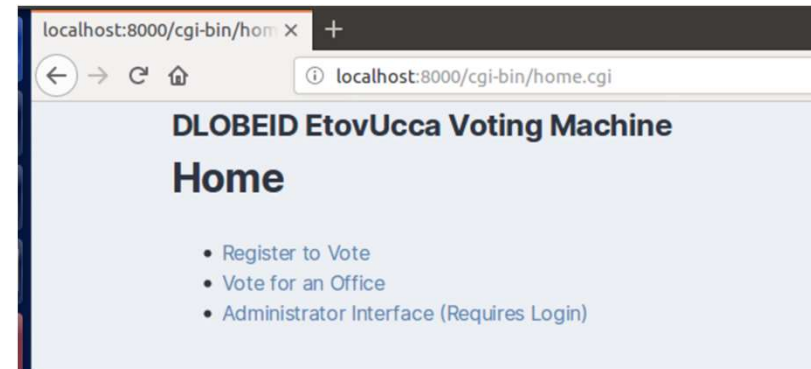 localhost:8000/cgi-bin/hom
localhost:8000/cgi-bin/home.cgi
DLOBEID EtovUcca Voting Machine
Home
• Register to Vote
• Vote for an Office
• Administrator Interface (Requires Login)